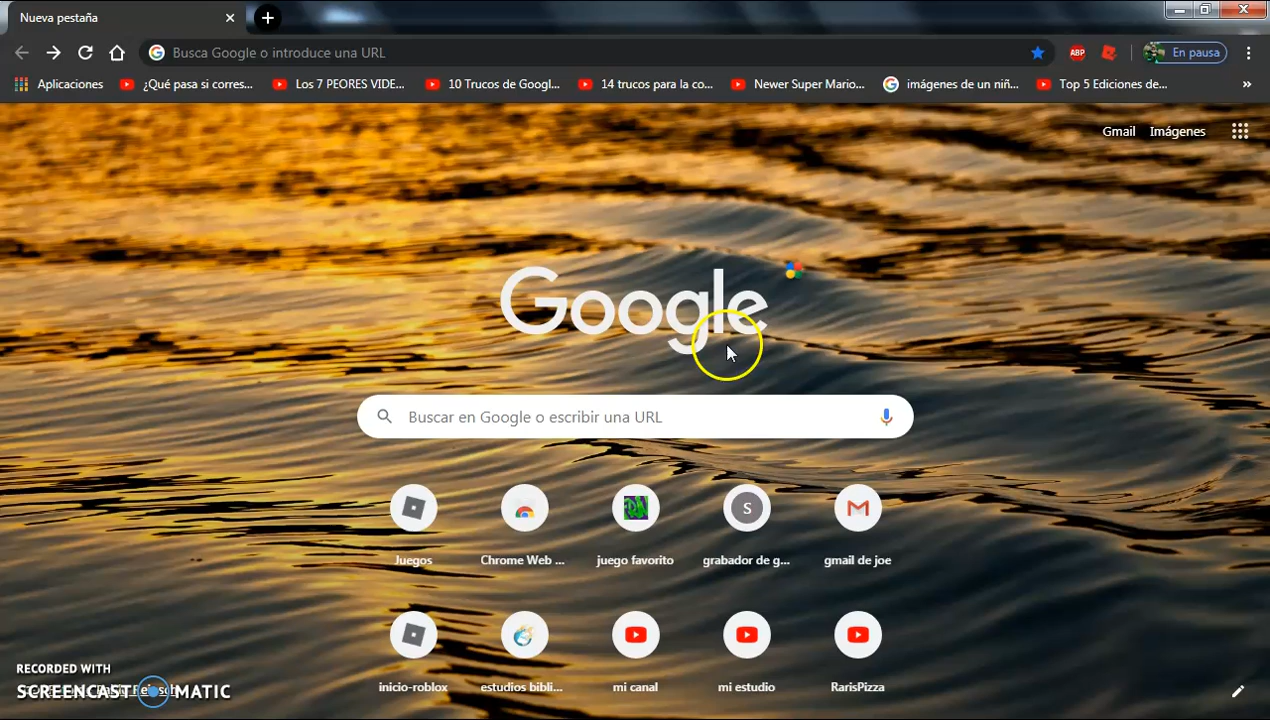 Nueva pestaña
Busca Google o introduce una URL
ABP
En pausa
Aplicaciones
¿Qué pasa si corres...
Los 7 PEORES VIDE...
10 Trucos de Googl...
14 trucos para la co...
Newer Super Mario...
imágenes de un niñ...
Top 5 Ediciones de...
»
Gmail
Imágenes
Google
Buscar en Google o escribir una URL
S
Juegos
Chrome Web ...
juego favorito
grabador de g...
gmail de joe
inicio-roblox
estudios bibli...
mi canal
mi estudio
RarisPizza
RECORDED WITH
SCREENCAST MATIC